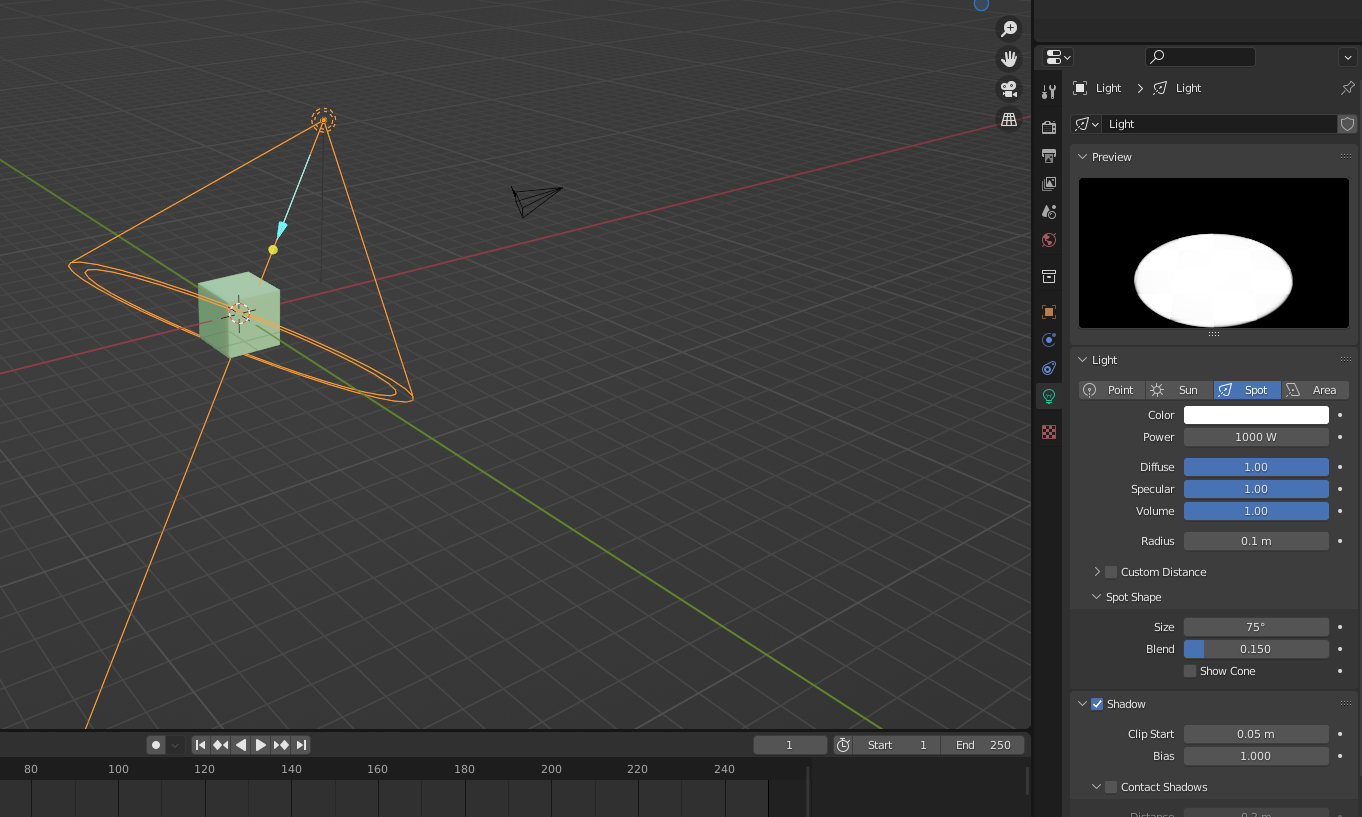 Light > Light
Light
Preview
Light
Point Sun Spot Area
Color
Power 1000 W
Diffuse 1.00
Specular 1.00
Volume 1.00
Radius 0.1 m
Custom Distance
Spot Shape
Size 75°
Blend 0.150
Show Cone
Shadow
Clip Start 0.05 m
Bias 1.000
Contact Shadows
Distance 0.2 m
1 Start 1 End 250
80 100 120 140 160 180 200 220 240